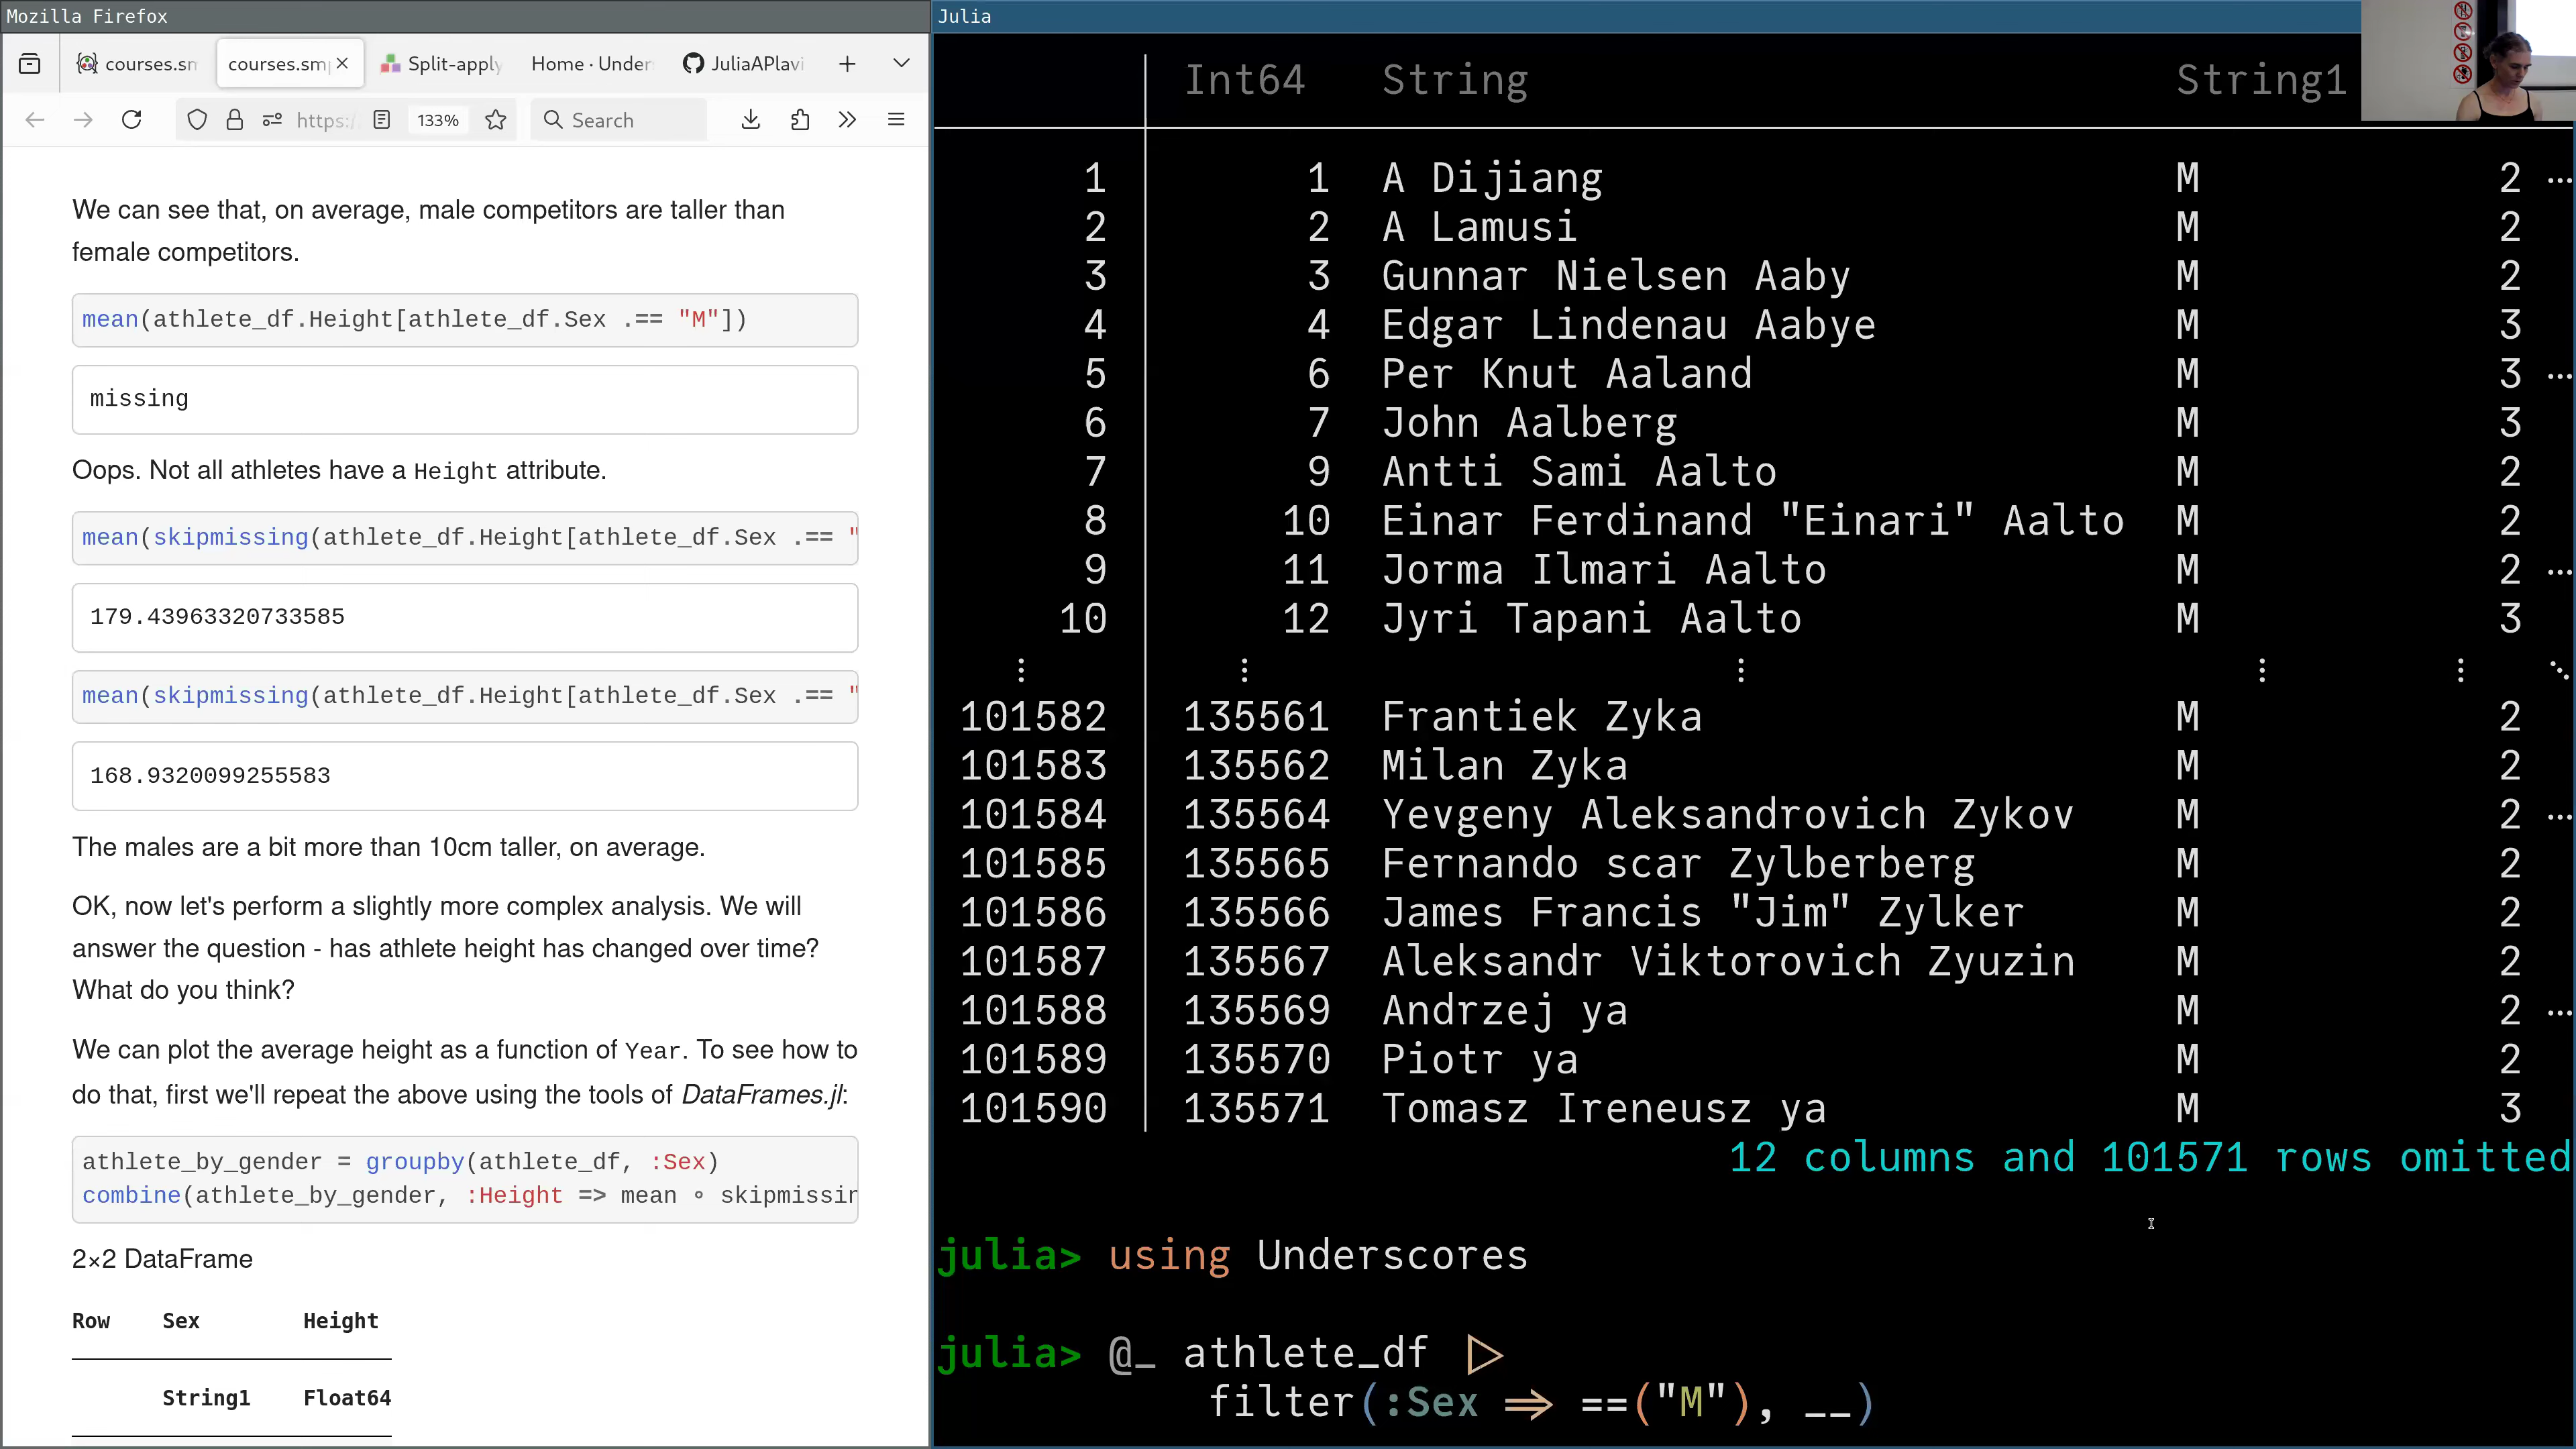 Mozilla Firefox
courses.sm
courses.smp
Split-apply
Home · Under
JuliaAPlavi
https:/
133%
Search
We can see that, on average, male competitors are taller than
female competitors.
mean(athlete_df.Height[athlete_df.Sex .== "M"])
missing
Oops. Not all athletes have a Height attribute.
mean(skipmissing(athlete_df.Height[athlete_df.Sex .== "
179.43963320733585
mean(skipmissing(athlete_df.Height[athlete_df.Sex .== "
168.9320099255583
The males are a bit more than 10cm taller, on average.
OK, now let's perform a slightly more complex analysis. We will
answer the question - has athlete height has changed over time?
What do you think?
We can plot the average height as a function of Year. To see how to
do that, first we'll repeat the above using the tools of DataFrames.jl:
athlete_by_gender = groupby(athlete_df, :Sex)
combine(athlete_by_gender, :Height => mean ∘ skipmissin
2×2 DataFrame
Row Sex Height
String1 Float64
Julia
Int64 String String1
1 1 A Dijiang M 2 …
2 2 A Lamusi M 2
3 3 Gunnar Nielsen Aaby M 2
4 4 Edgar Lindenau Aabye M 3
5 6 Per Knut Aaland M 3 …
6 7 John Aalberg M 3
7 9 Antti Sami Aalto M 2
8 10 Einar Ferdinand "Einari" Aalto M 2
9 11 Jorma Ilmari Aalto M 2 …
10 12 Jyri Tapani Aalto M 3
⋮ ⋮ ⋮ ⋮ ⋮ ⋱
101582 135561 Frantiek Zyka M 2
101583 135562 Milan Zyka M 2
101584 135564 Yevgeny Aleksandrovich Zykov M 2 …
101585 135565 Fernando scar Zylberberg M 2
101586 135566 James Francis "Jim" Zylker M 2
101587 135567 Aleksandr Viktorovich Zyuzin M 2
101588 135569 Andrzej ya M 2 …
101589 135570 Piotr ya M 2
101590 135571 Tomasz Ireneusz ya M 3
12 columns and 101571 rows omitted
julia> using Underscores
julia> @_ athlete_df |>
filter(:Sex => ==("M"), __)